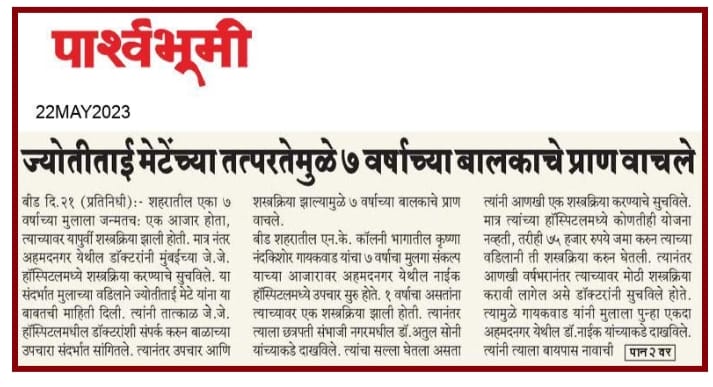 पार्श्वभूमी
22MAY2023
ज्योतीताई मेटेंच्या तत्परतेमुळे ७ वर्षाच्या बालकाचे प्राण वाचले
बीड दि.२१ (प्रतिनिधी):- शहरातील एका ७
वर्षाच्या मुलाला जन्मतच: एक आजार होता,
त्याच्यावर यापुर्वी शस्त्रक्रिया झाली होती. मात्र नंतर
अहमदनगर येथील डॉक्टरांनी मुंबईच्या जे.जे.
हॉस्पिटलमध्ये शस्त्रक्रिया करण्याचे सुचविले. या
संदर्भात मुलाच्या वडिलाने ज्योतीताई मेटे यांना या
बाबतची माहिती दिली. त्यांनी तात्काळ जे.जे.
हॉस्पिटलमधील डॉक्टरांशी संपर्क करुन बाळाच्या
उपचारा संदर्भात सांगितले. त्यानंतर उपचार आणि
शस्त्रक्रिया झाल्यामुळे ७ वर्षाच्या बालकाचे प्राण
वाचले.
बीड शहरातील एन.के. कॉलनी भागातील कृष्णा
नंदकिशोर गायकवाड यांचा ७ वर्षाचा मुलगा संकल्प
याच्या आजारावर अहमदनगर येथील नाईक
हॉस्पिटलमध्ये उपचार सुरु होते. १ वर्षाचा असतांना
त्याच्यावर एक शस्त्रक्रिया झाली होती. त्यानंतर
त्याला छत्रपती संभाजी नगरमधील डॉ.अतुल सोनी
यांच्याकडे दाखविले. त्यांचा सल्ला घेतला असता
त्यांनी आणखी एक शस्त्रक्रिया करण्याचे सुचविले.
मात्र त्यांच्या हॉस्पिटलमध्ये कोणतीही योजना
नव्हती, तरीही ७५ हजार रुपये जमा करुन त्याच्या
वडिलानी ती शस्त्रक्रिया करुन घेतली. त्यानंतर
आणखी वर्षभरानंतर त्याच्यावर मोठी शस्त्रक्रिया
करावी लागेल असे डॉक्टरांनी सुचविले होते.
त्यामुळे गायकवाड यांनी मुलाला पुन्हा एकदा
अहमदनगर येथील डॉ.नाईक यांच्याकडे दाखविले.
त्यांनी त्याला बायपास नावाची पान २ वर